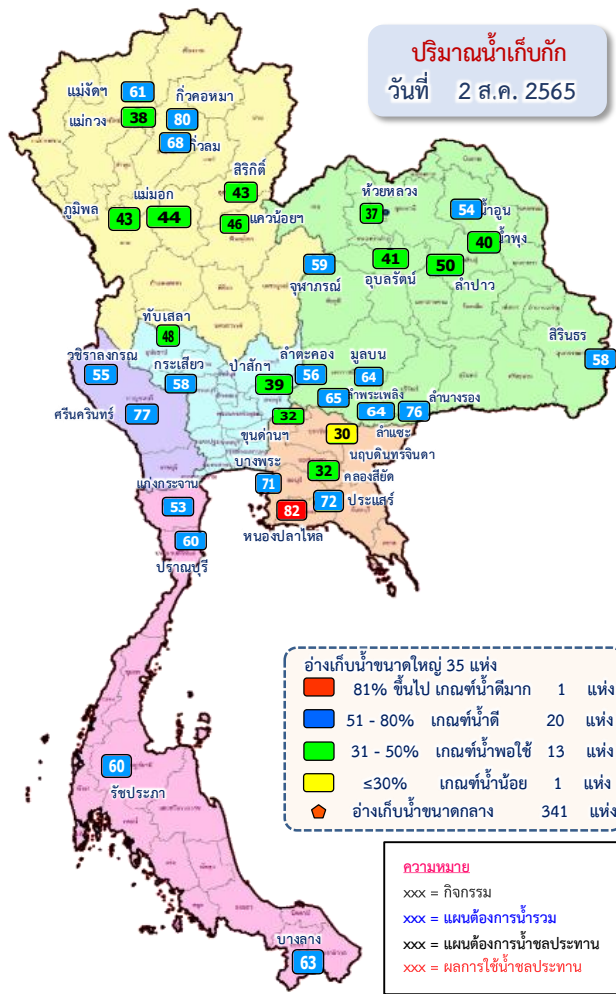 ปริมาณน้ำเก็บกัก
วันที่ 2 ส.ค. 2565
แม่งัดฯ 61
กิ่วคอหมา 80
แม่กวง 38
68 กิ่วลม
สิริกิติ์ 43
ภูมิพล 43
แม่มอก 44
46 แควน้อยฯ
ห้วยหลวง 37
54 น้ำอูน
40 น้ำพุง
41 อุบลรัตน์
50 ลำปาว
59 จุฬาภรณ์
สิรินธร 58
ทับเสลา 48
วชิราลงกรณ 55
กระเสียว 58
ป่าสักฯ 39
ลำตะคอง 56
มูลบน 64
65 ลำพระเพลิง
64 ลำแซะ
76 ลำนางรอง
ศรีนครินทร์ 77
32 ขุนด่านฯ
30 นฤบดินทรจินดา
บางพระ 71
32 คลองสียัด
72 ประแสร์
82 หนองปลาไหล
แก่งกระจาน 53
60 ปราณบุรี
60 รัชประภา
บางลาง 63
อ่างเก็บน้ำขนาดใหญ่ 35 แห่ง
81% ขึ้นไป เกณฑ์น้ำดีมาก 1 แห่ง
51 - 80% เกณฑ์น้ำดี 20 แห่ง
31 - 50% เกณฑ์น้ำพอใช้ 13 แห่ง
≤30% เกณฑ์น้ำน้อย 1 แห่ง
อ่างเก็บน้ำขนาดกลาง 341 แห่ง
ความหมาย
xxx = กิจกรรม
xxx = แผนต้องการน้ำรวม
xxx = แผนต้องการน้ำชลประทาน
xxx = ผลการใช้น้ำชลประทาน